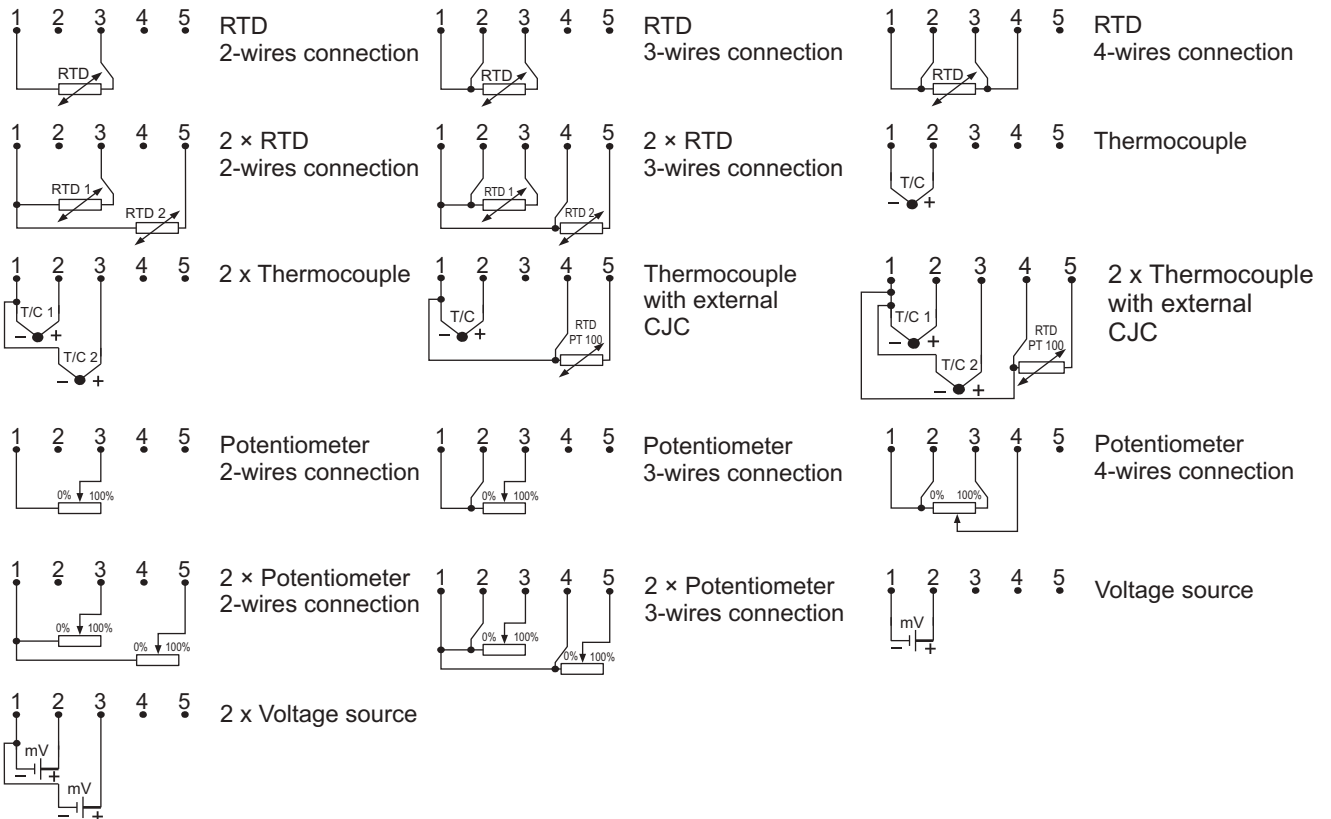 1 2 3 4 5
RTD
2-wires connection
RTD
1 2 3 4 5
RTD
3-wires connection
RTD
1 2 3 4 5
RTD
4-wires connection
RTD
1 2 3 4 5
2 × RTD
2-wires connection
RTD 1
RTD 2
1 2 3 4 5
2 × RTD
3-wires connection
RTD 1
RTD 2
1 2 3 4 5
Thermocouple
T/C
– +
1 2 3 4 5
2 x Thermocouple
T/C 1
– +
T/C 2
– +
1 2 3 4 5
Thermocouple
with external
CJC
T/C
– +
RTD
PT 100
1 2 3 4 5
2 x Thermocouple
with external
CJC
T/C 1
– +
T/C 2
– +
RTD
PT 100
1 2 3 4 5
Potentiometer
2-wires connection
0% 100%
1 2 3 4 5
Potentiometer
3-wires connection
0% 100%
1 2 3 4 5
Potentiometer
4-wires connection
0% 100%
1 2 3 4 5
2 × Potentiometer
2-wires connection
0% 100%
0% 100%
1 2 3 4 5
2 × Potentiometer
3-wires connection
0% 100%
0% 100%
1 2 3 4 5
Voltage source
mV
– +
1 2 3 4 5
2 x Voltage source
mV
– +
mV
– +